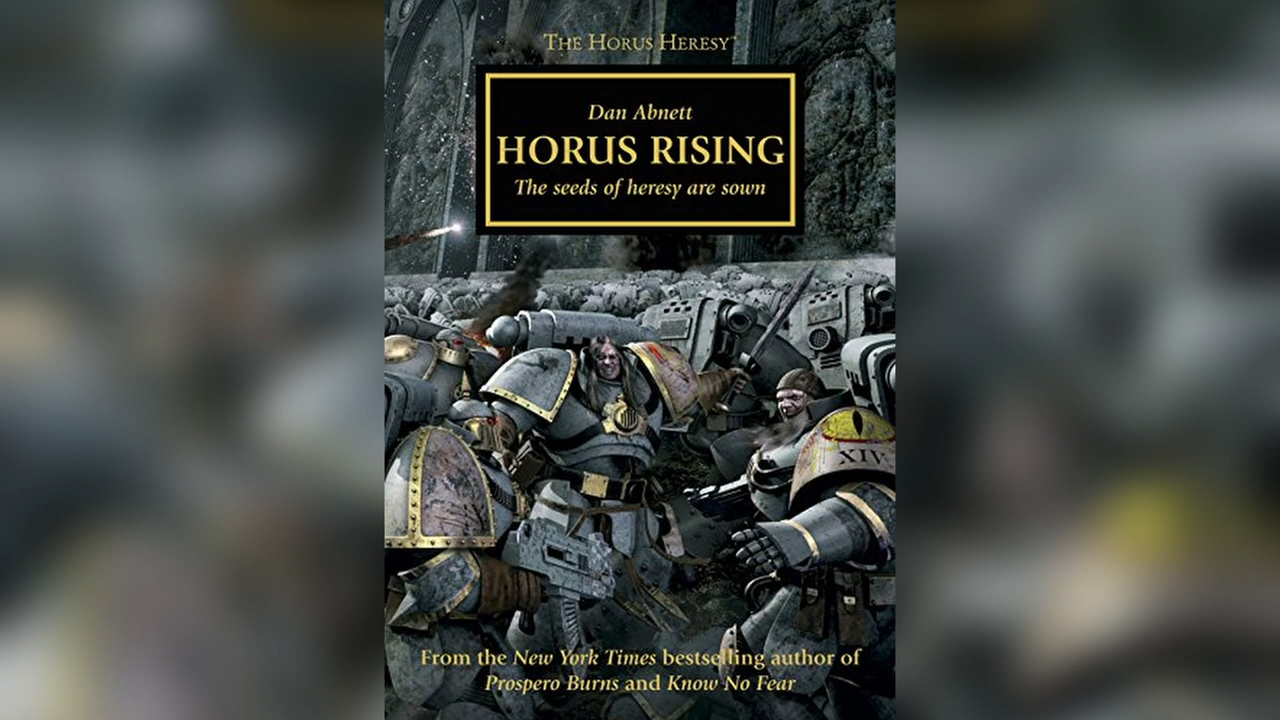 THE HORUS HERESY™
Dan Abnett
HORUS RISING
The seeds of heresy are sown
XIV
From the New York Times bestselling author of
Prospero Burns and Know No Fear